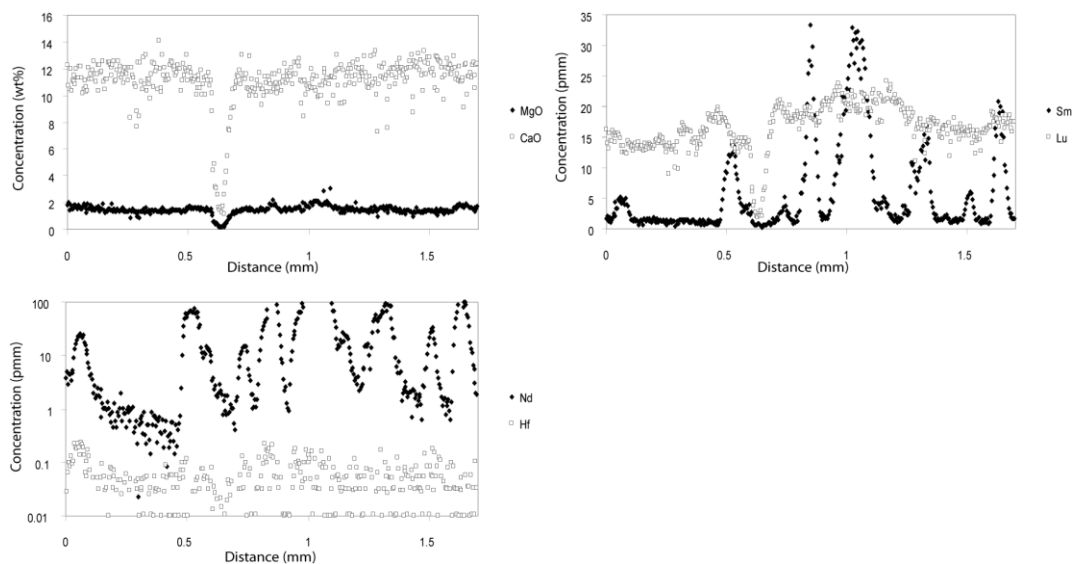 16
14
12
10
8
6
4
2
0
Concentration (wt%)
0 0.5 1 1.5
Distance (mm)
MgO
CaO
35
30
25
20
15
10
5
0
Concentration (ppmm)
0 0.5 1 1.5
Distance (mm)
Sm
Lu
100
10
1
0.1
0.01
Concentration (pmm)
0 0.5 1 1.5
Distance (mm)
Nd
Hf